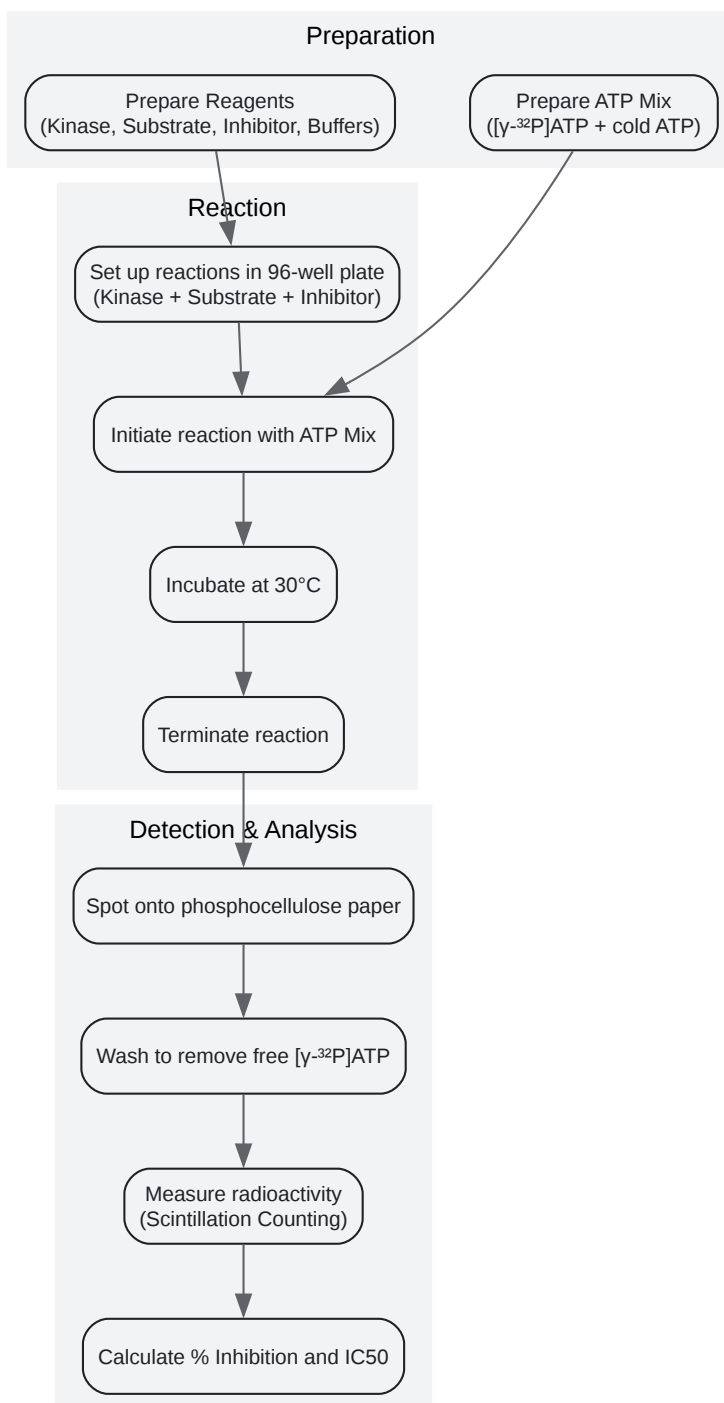 Preparation
Prepare Reagents
(Kinase, Substrate, Inhibitor, Buffers)
Prepare ATP Mix
([γ-³²P]ATP + cold ATP)
Reaction
Set up reactions in 96-well plate
(Kinase + Substrate + Inhibitor)
Initiate reaction with ATP Mix
Incubate at 30°C
Terminate reaction
Detection & Analysis
Spot onto phosphocellulose paper
Wash to remove free [γ-³²P]ATP
Measure radioactivity
(Scintillation Counting)
Calculate % Inhibition and IC50